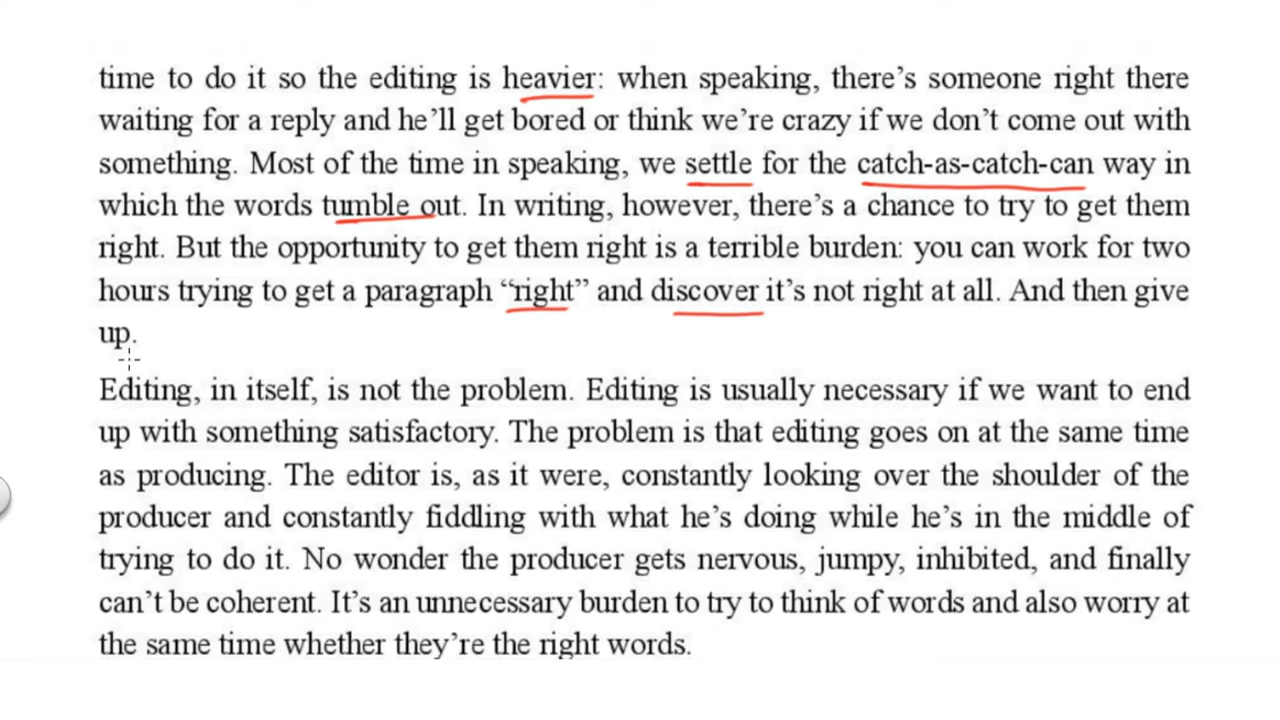 time to do it so the editing is heavier: when speaking, there’s someone right there
waiting for a reply and he’ll get bored or think we’re crazy if we don’t come out with
something. Most of the time in speaking, we settle for the catch-as-catch-can way in
which the words tumble out. In writing, however, there’s a chance to try to get them
right. But the opportunity to get them right is a terrible burden: you can work for two
hours trying to get a paragraph “right” and discover it’s not right at all. And then give
up.
Editing, in itself, is not the problem. Editing is usually necessary if we want to end
up with something satisfactory. The problem is that editing goes on at the same time
as producing. The editor is, as it were, constantly looking over the shoulder of the
producer and constantly fiddling with what he’s doing while he’s in the middle of
trying to do it. No wonder the producer gets nervous, jumpy, inhibited, and finally
can’t be coherent. It’s an unnecessary burden to try to think of words and also worry at
the same time whether they’re the right words.